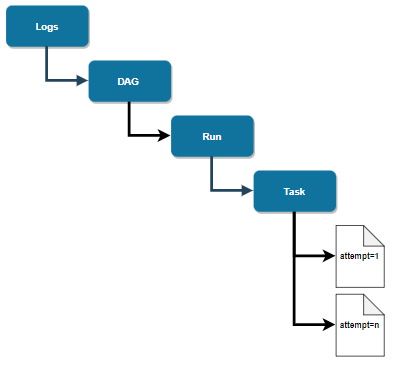 Logs
DAG
Run
Task
attempt=1
attempt=n